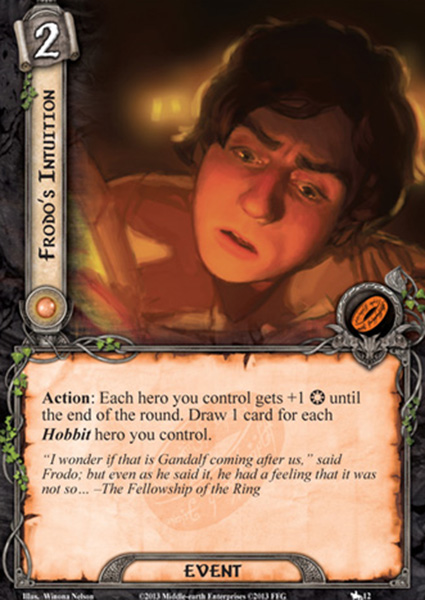 2
Frodo's Intuition
Action: Each hero you control gets +1 until
the end of the round. Draw 1 card for each
Hobbit hero you control.
"I wonder if that is Gandalf coming after us," said
Frodo; but even as he said it, he had a feeling that it was
not so… –The Fellowship of the Ring
EVENT
Illus. Winona Nelson ©2013 Middle-earth Enterprises ©2013 FFG 12